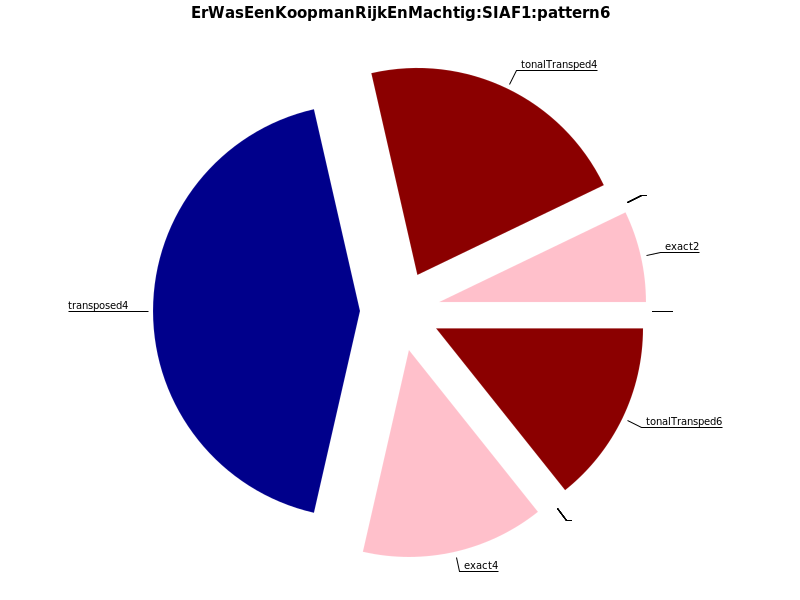 ErWasEenKoopmanRijkEnMachtig:SIAF1:pattern6
tonalTransped4
exact2
transposed4
tonalTransped6
exact4